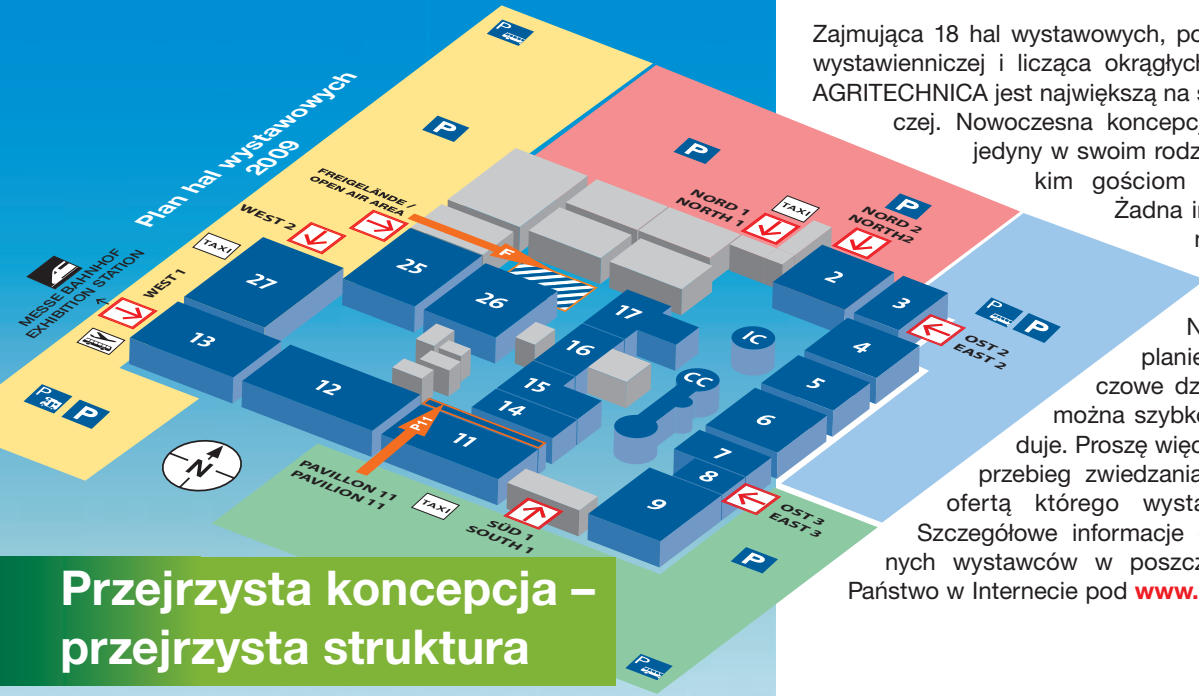 Plan hal wystawowych
2009
MESSE BAHNHOF
EXHIBITION STATION
WEST 1
TAXI
WEST 2
FREIGELÄNDE /
OPEN AIR AREA
F
NORD 1
NORTH 1
TAXI
NORD 2
NORTH2
P
P
P
P
P
P
P
P
P
P
2
3
4
5
6
7
8
9
11
12
13
14
15
16
17
25
26
27
IC
CC
OST 2
EAST 2
OST 3
EAST 3
P11
PAVILLON 11
PAVILION 11
TAXI
SÜD 1
SOUTH 1
N
Przejrzysta koncepcja –
przejrzysta struktura
Zajmująca 18 hal wystawowych, po
wystawienniczej i licząca okrągłych
AGRITECHNICA jest największą na s
czej. Nowoczesna koncepcj
jedyny w swoim rodz
kim gościom
Żadna i
N
planie
czowe dz
można szybk
duje. Proszę więc
przebieg zwiedzania
ofertą którego wysta
Szczegółowe informacje
nych wystawców w poszcz
Państwo w Internecie pod www.